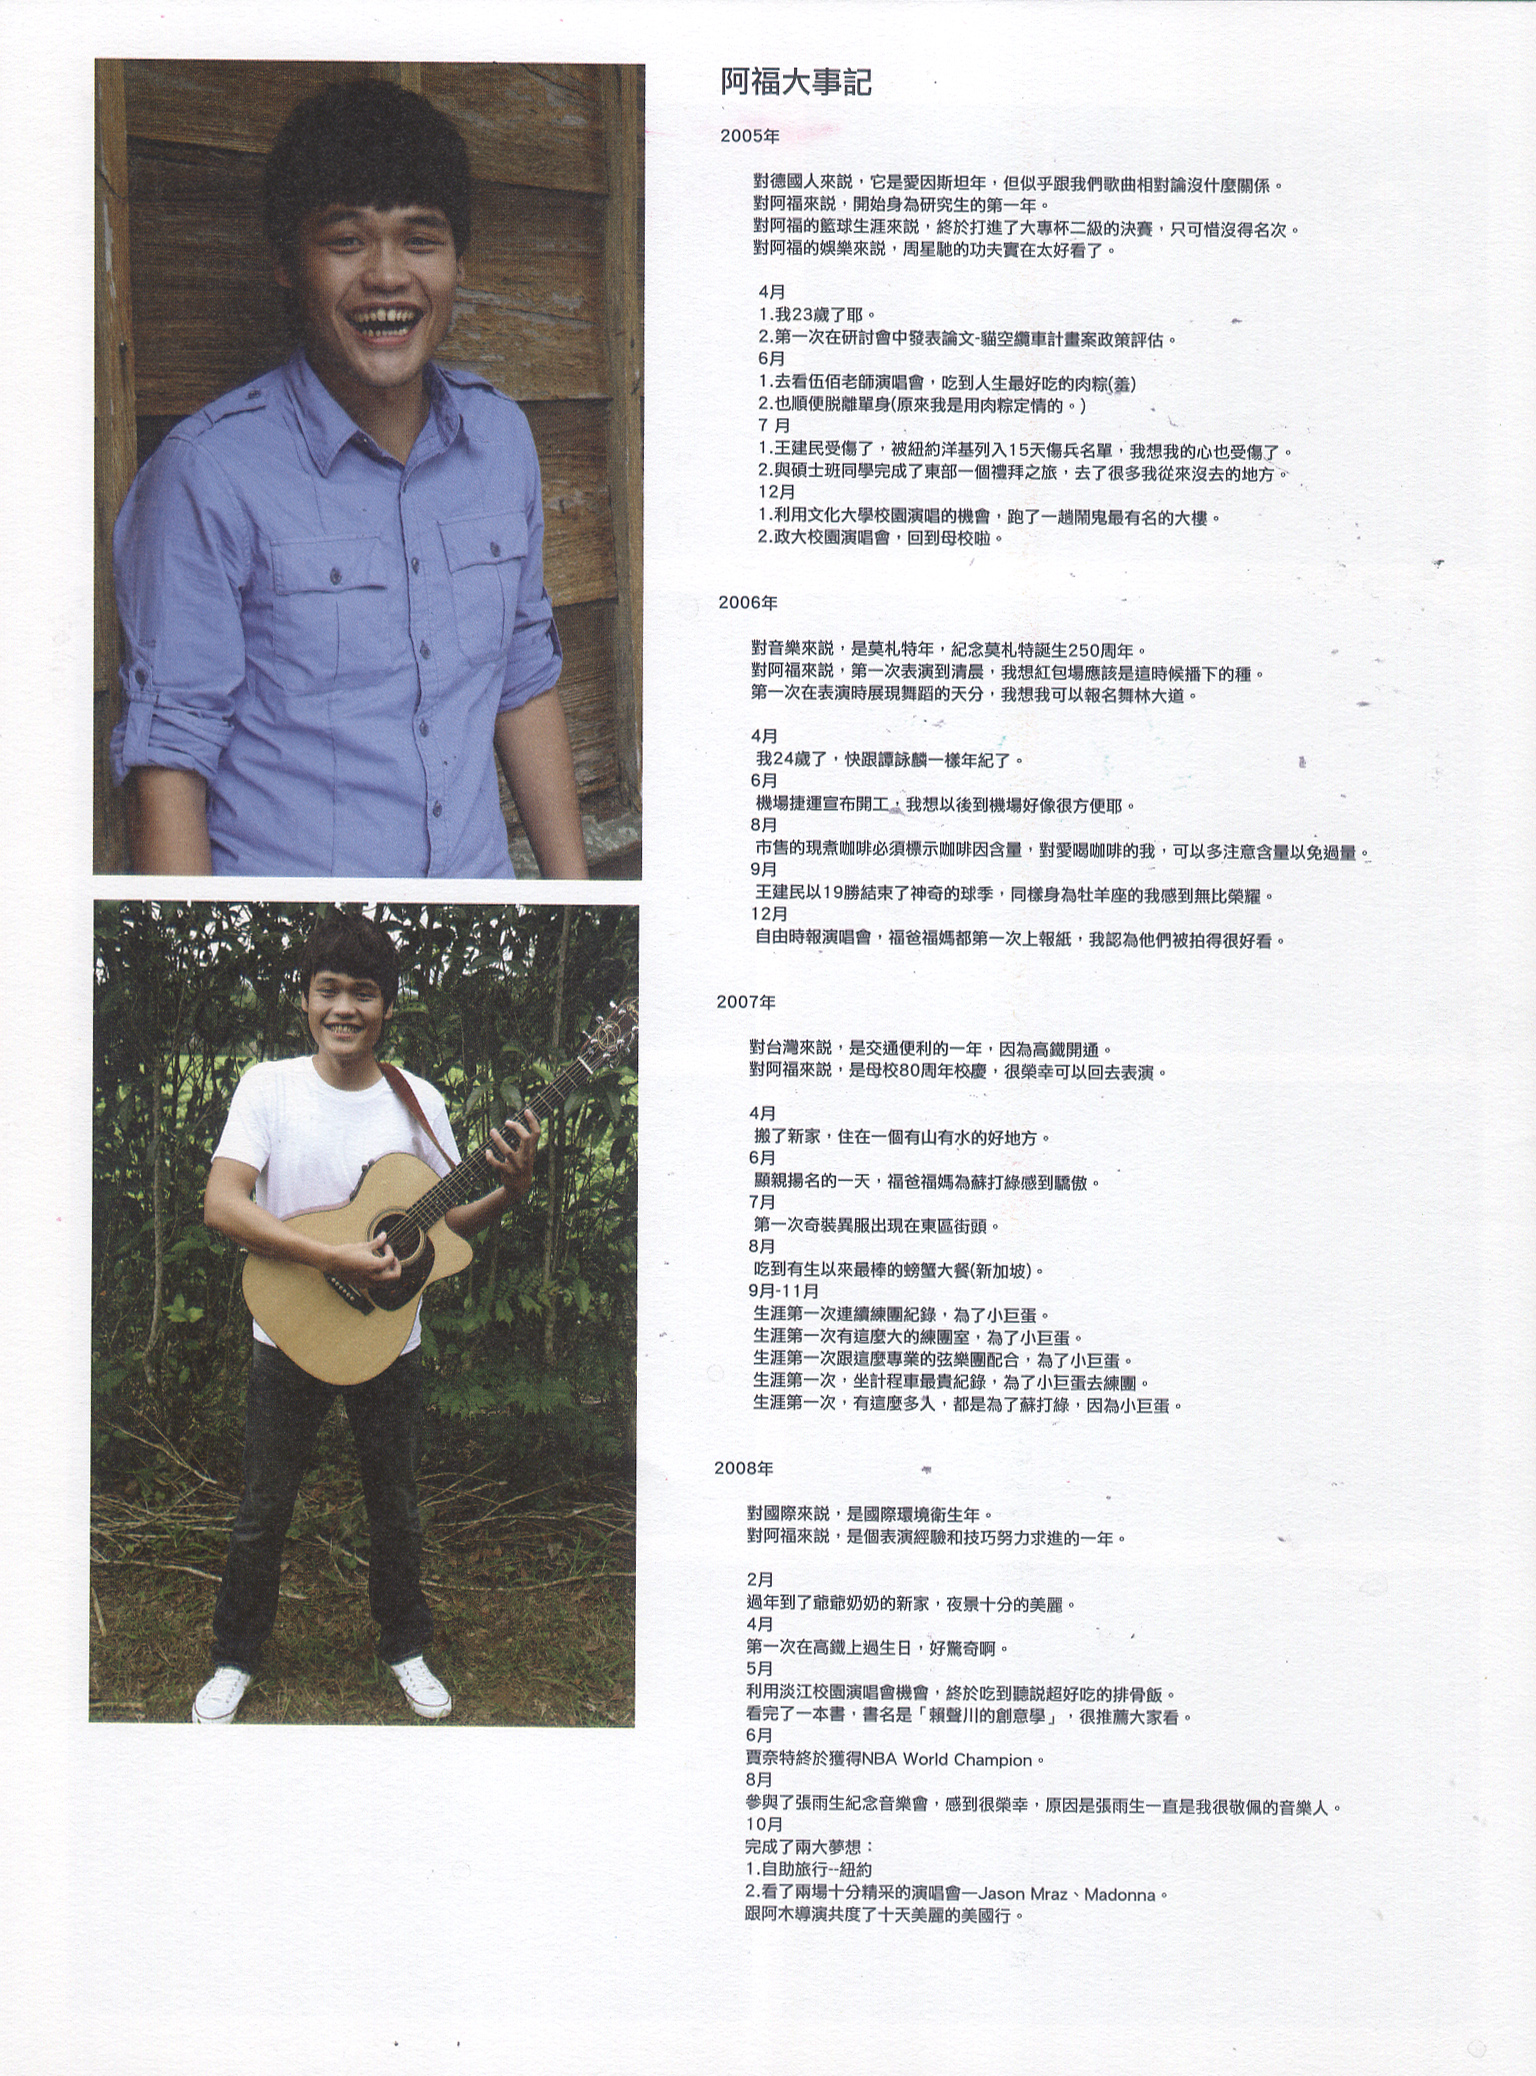 阿福大事記
2005年
對德國人來說，它是愛因斯坦年，但似乎跟我們歌曲相對論沒什麼關係。
對阿福來說，開始身為研究生的第一年。
對阿福的籃球生涯來說，終於打進了大專杯二級的決賽，只可惜沒得名次。
對阿福的娛樂來說，周星馳的功夫實在太好看了。
4月
1.我23歲了耶。
2.第一次在研討會中發表論文-貓空纜車計畫案政策評估。
6月
1.去看伍佰老師演唱會，吃到人生最好吃的肉粽(羞)
2.也順便脫離單身(原來我是用肉粽定情的。)
7 月
1.王建民受傷了，被紐約洋基列入15天傷兵名單，我想我的心也受傷了。
2.與碩士班同學完成了東部一個禮拜之旅，去了很多我從來沒去的地方。
12月
1.利用文化大學校園演唱的機會，跑了一趟鬧鬼最有名的大樓。
2.政大校園演唱會，回到母校啦。
2006年
對音樂來說，是莫札特年，紀念莫札特誕生250周年。
對阿福來說，第一次表演到清晨，我想紅包場應該是這時候播下的種。
第一次在表演時展現舞蹈的天分，我想我可以報名舞林大道。
4月
我24歲了，快跟譚詠麟一樣年紀了。
6月
機場捷運宣布開工，我想以後到機場好像很方便耶。
8月
市售的現煮咖啡必須標示咖啡因含量，對愛喝咖啡的我，可以多注意含量以免過量。
9月
王建民以19勝結束了神奇的球季，同樣身為牡羊座的我感到無比榮耀。
12月
自由時報演唱會，福爸福媽都第一次上報紙，我認為他們被拍得很好看。
2007年
對台灣來說，是交通便利的一年，因為高鐵開通。
對阿福來說，是母校80周年校慶，很榮幸可以回去表演。
4月
搬了新家，住在一個有山有水的好地方。
6月
顯親揚名的一天，福爸福媽為蘇打綠感到驕傲。
7月
第一次奇裝異服出現在東區街頭。
8月
吃到有生以來最棒的螃蟹大餐(新加坡)。
9月-11月
生涯第一次連續練團紀錄，為了小巨蛋。
生涯第一次有這麼大的練團室，為了小巨蛋。
生涯第一次跟這麼專業的弦樂團配合，為了小巨蛋。
生涯第一次，坐計程車最貴紀錄，為了小巨蛋去練團。
生涯第一次，有這麼多人，都是為了蘇打綠，因為小巨蛋。
2008年
對國際來說，是國際環境衛生年。
對阿福來說，是個表演經驗和技巧努力求進的一年。
2月
過年到了爺爺奶奶的新家，夜景十分的美麗。
4月
第一次在高鐵上過生日，好驚奇啊。
5月
利用淡江校園演唱會機會，終於吃到聽說超好吃的排骨飯。
看完了一本書，書名是「賴聲川的創意學」，很推薦大家看。
6月
賈奈特終於獲得NBA World Champion。
8月
參與了張雨生紀念音樂會，感到很榮幸，原因是張雨生一直是我很敬佩的音樂人。
10月
完成了兩大夢想：
1.自助旅行--紐約
2.看了兩場十分精采的演唱會—Jason Mraz、Madonna。
跟阿木導演共度了十天美麗的美國行。